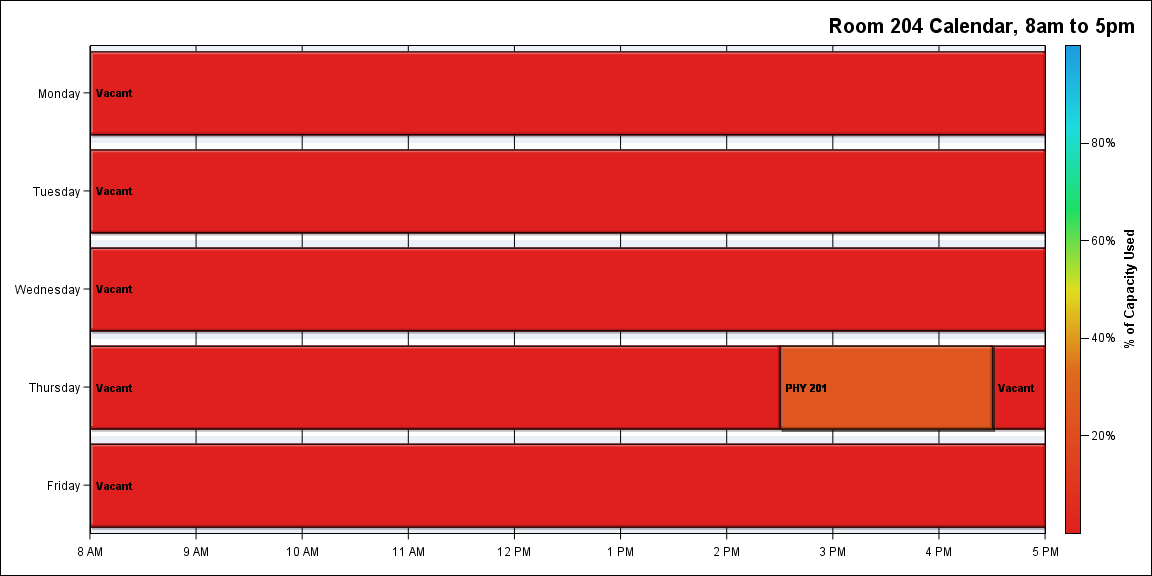 Room 204 Calendar, 8am to 5pm
Monday
Vacant
Tuesday
Vacant
Wednesday
Vacant
Thursday
Vacant
PHY 201
Vacant
Friday
Vacant
8 AM
9 AM
10 AM
11 AM
12 PM
1 PM
2 PM
3 PM
4 PM
5 PM
80%
60%
40%
20%
% of Capacity Used